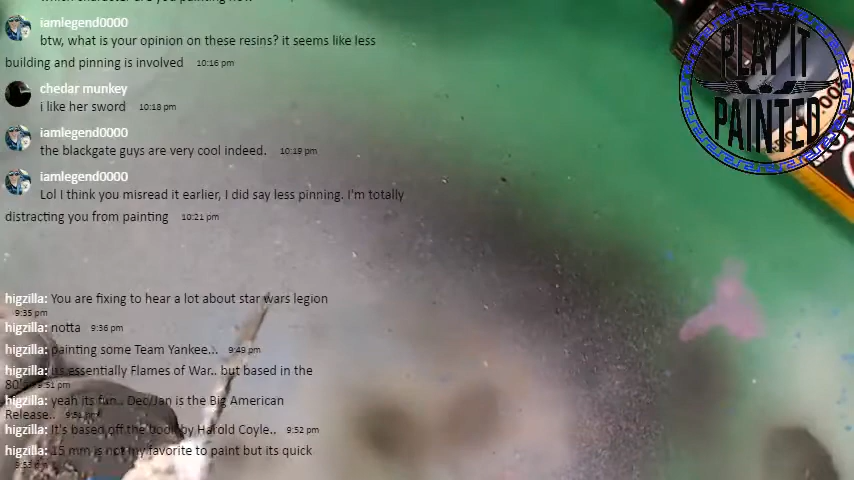 iamlegend0000
btw, what is your opinion on these resins? it seems like less
building and pinning is involved 10:16 pm
chedar munkey
i like her sword 10:18 pm
iamlegend0000
the blackgate guys are very cool indeed. 10:19 pm
iamlegend0000
Lol I think you misread it earlier, I did say less pinning. I'm totally
distracting you from painting 10:21 pm
higzilla: You are fixing to hear a lot about star wars legion
9:35 pm
higzilla: notta 9:36 pm
higzilla: painting some Team Yankee.. 9:49 pm
higzilla: its essentially Flames of War.. but based in the
80's 9:51 pm
higzilla: yeah its fun.. Dec/Jan is the Big American
Release.. 9:51 pm
higzilla: It's based off the book by Harold Coyle.. 9:52 pm
higzilla: 15 mm is not my favorite to paint but its quick
9:53 pm
PLAY IT
PAINTED